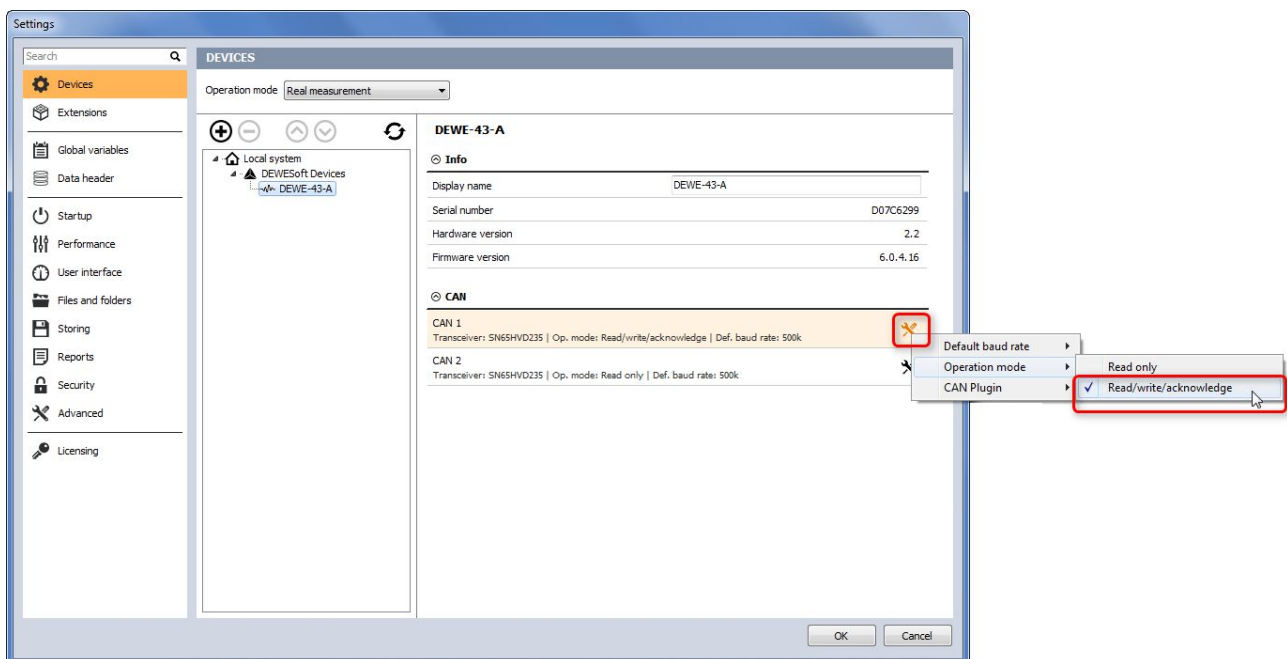 Settings
Search
DEVICES
Devices
Extensions
Global variables
Data header
Startup
Performance
User interface
Files and folders
Storing
Reports
Security
Advanced
Licensing
Operation mode Real measurement
Local system
DEWESoft Devices
DEWE-43-A
DEWE-43-A
Info
Display name DEWE-43-A
Serial number D07C6299
Hardware version 2.2
Firmware version 6.0.4.16
CAN
CAN 1
Transceiver: SN65HVD235 | Op. mode: Read/write/acknowledge | Def. baud rate: 500k
CAN 2
Transceiver: SN65HVD235 | Op. mode: Read only | Def. baud rate: 500k
Default baud rate
Operation mode
CAN Plugin
Read only
Read/write/acknowledge
OK Cancel